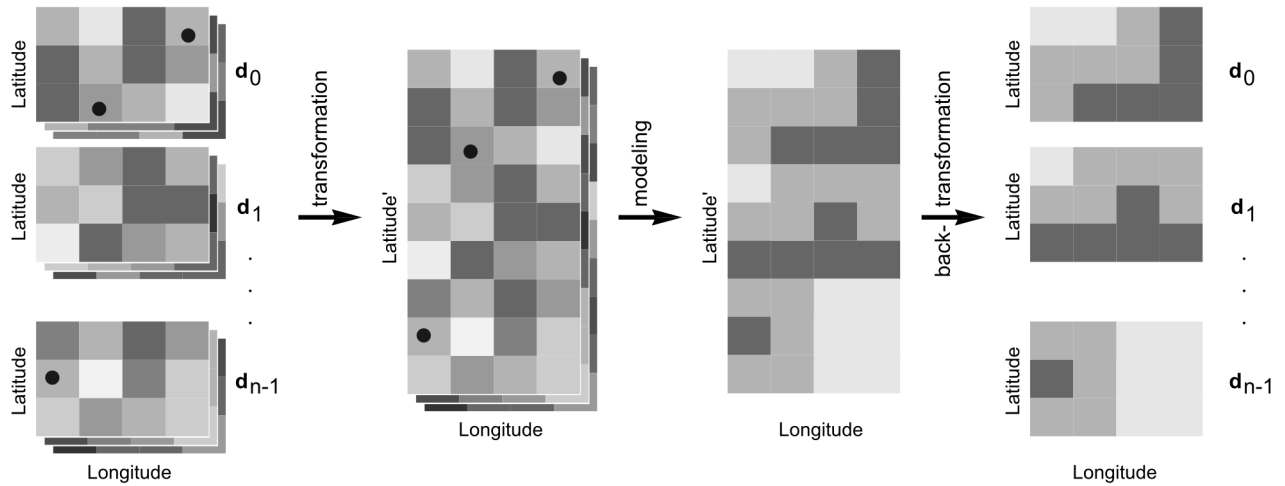 Latitude
d0
Latitude
d1
.
.
.
Latitude
dn-1
Longitude
transformation
Latitude'
Longitude
modeling
Latitude'
Longitude
back- transformation
Latitude
d0
Latitude
d1
.
.
.
Latitude
dn-1
Longitude